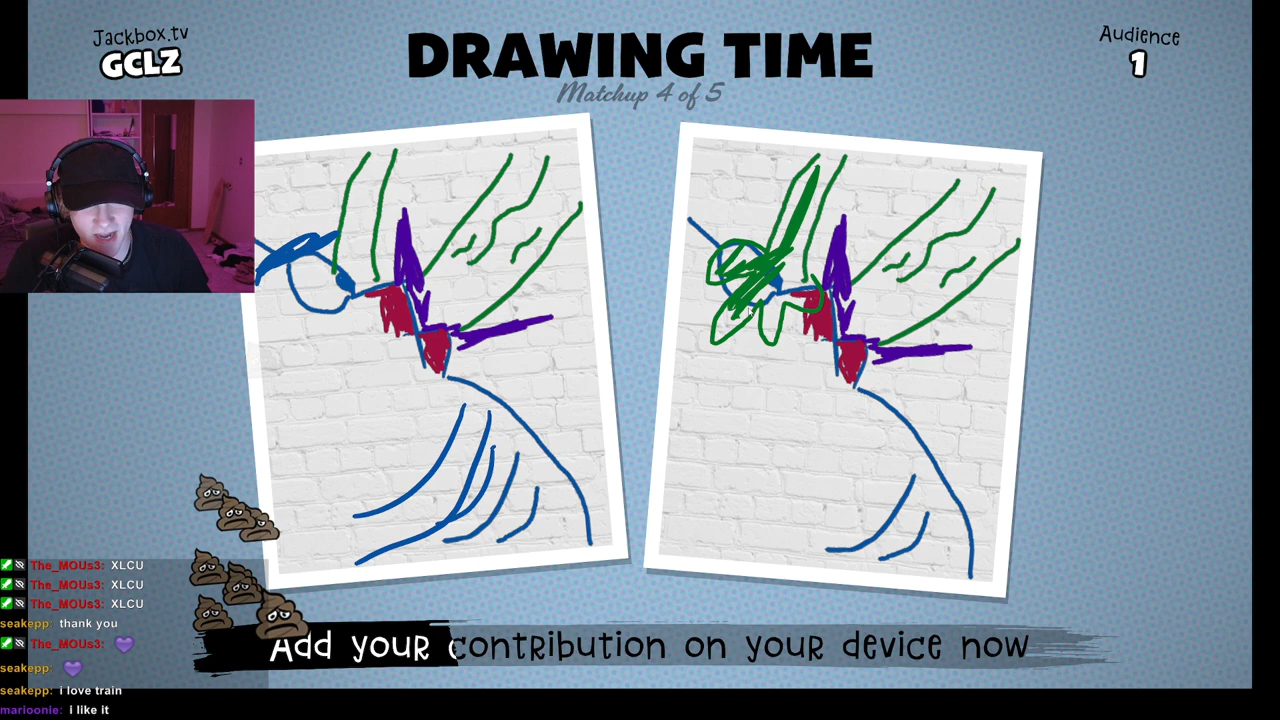 Jackbox.tv
GCLZ
DRAWING TIME
Matchup 4 of 5
Audience
1
Add your contribution on your device now
The_MOUs3: XLCU
The_MOUs3: XLCU
The_MOUs3: XLCU
seakepp: thank you
The_MOUs3: 💜
seakepp: 💜
seakepp: i love train
marioonie: i like it